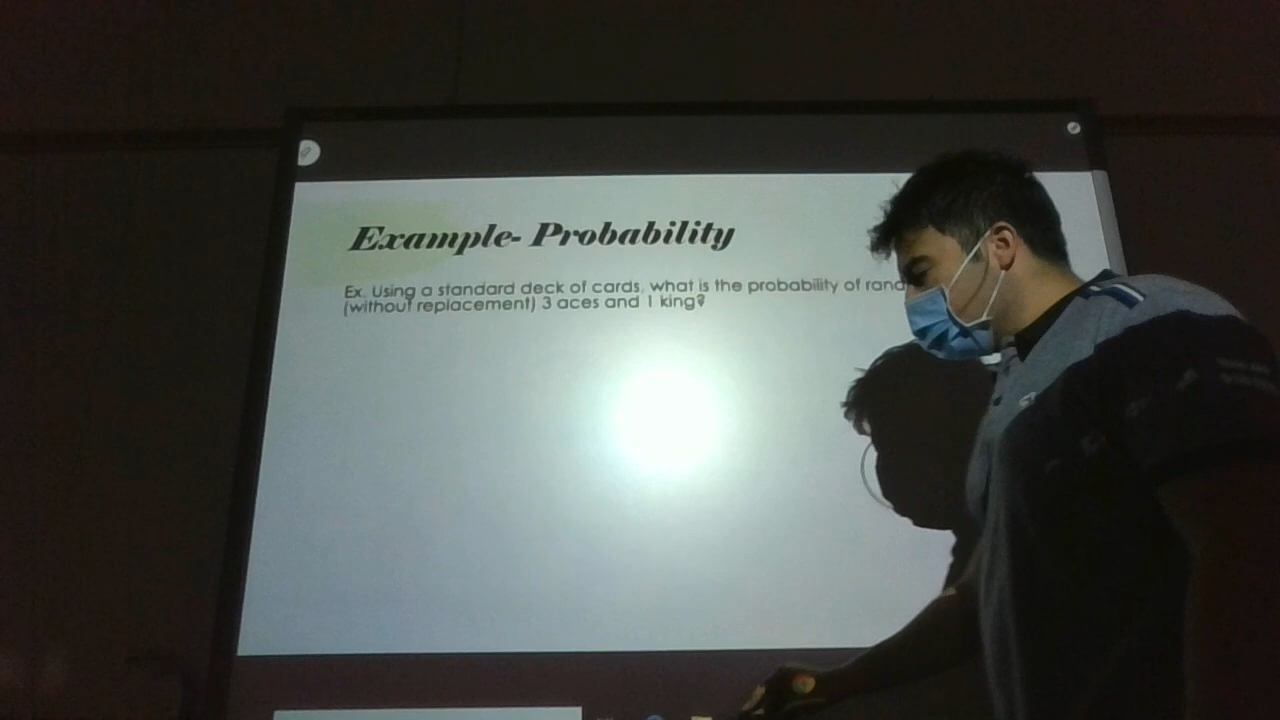 Example- Probability
Ex. Using a standard deck of cards, what is the probability of
(without replacement) 3 aces and 1 king?